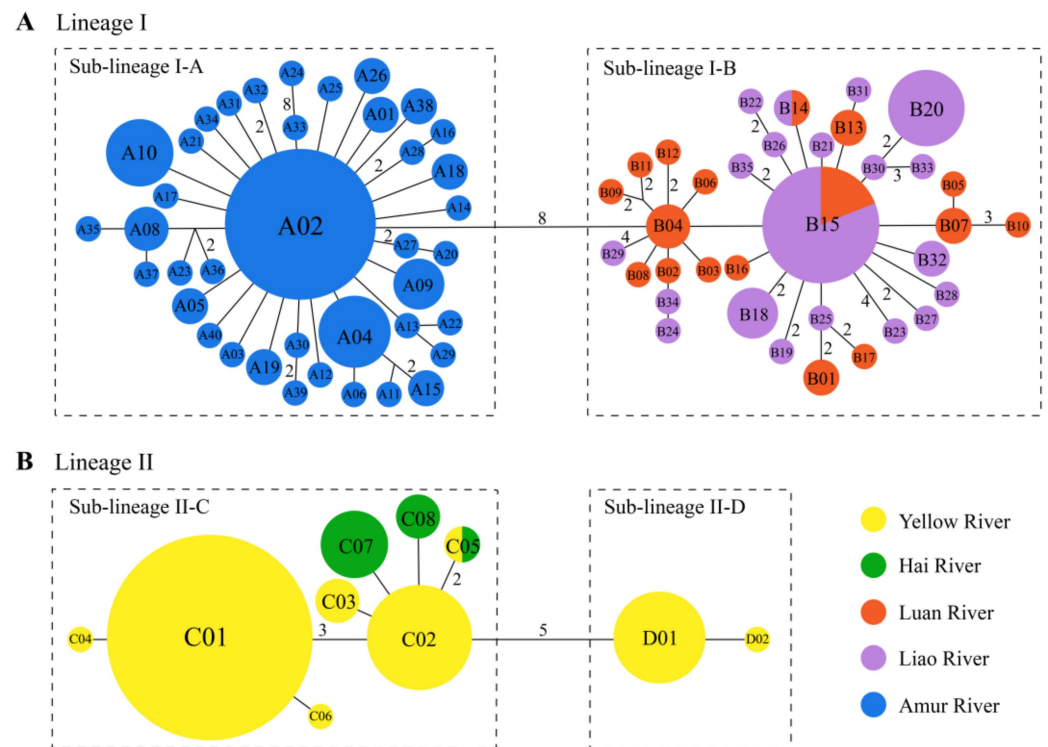 A Lineage I
Sub-lineage I-A
A24
A32
A31
A34
A21
A10
A17
A35
A08
A37
A23
A36
2
A05
A40
A03
A19
A30
2
A39
A12
A04
A06
A11
2
A15
A13
A22
A29
A09
2
A27
A20
A14
A18
A28
A16
2
A38
A01
A26
A25
8
A33
2
A02
8
Sub-lineage I-B
B22
2
B26
B14
B31
B13
B21
B20
2
B30
3
B33
B35
2
B12
B11
2
2
B09
2
B06
B04
4
B29
B08
B02
B03
B34
B24
B16
B15
B05
B07
3
B10
B32
B28
2
B27
4
B23
B18
2
2
B19
B25
2
2
B17
B01
B Lineage II
Sub-lineage II-C
C07
C08
C05
2
C03
C04
C01
3
C02
C06
5
Sub-lineage II-D
D01
D02
Yellow River
Hai River
Luan River
Liao River
Amur River